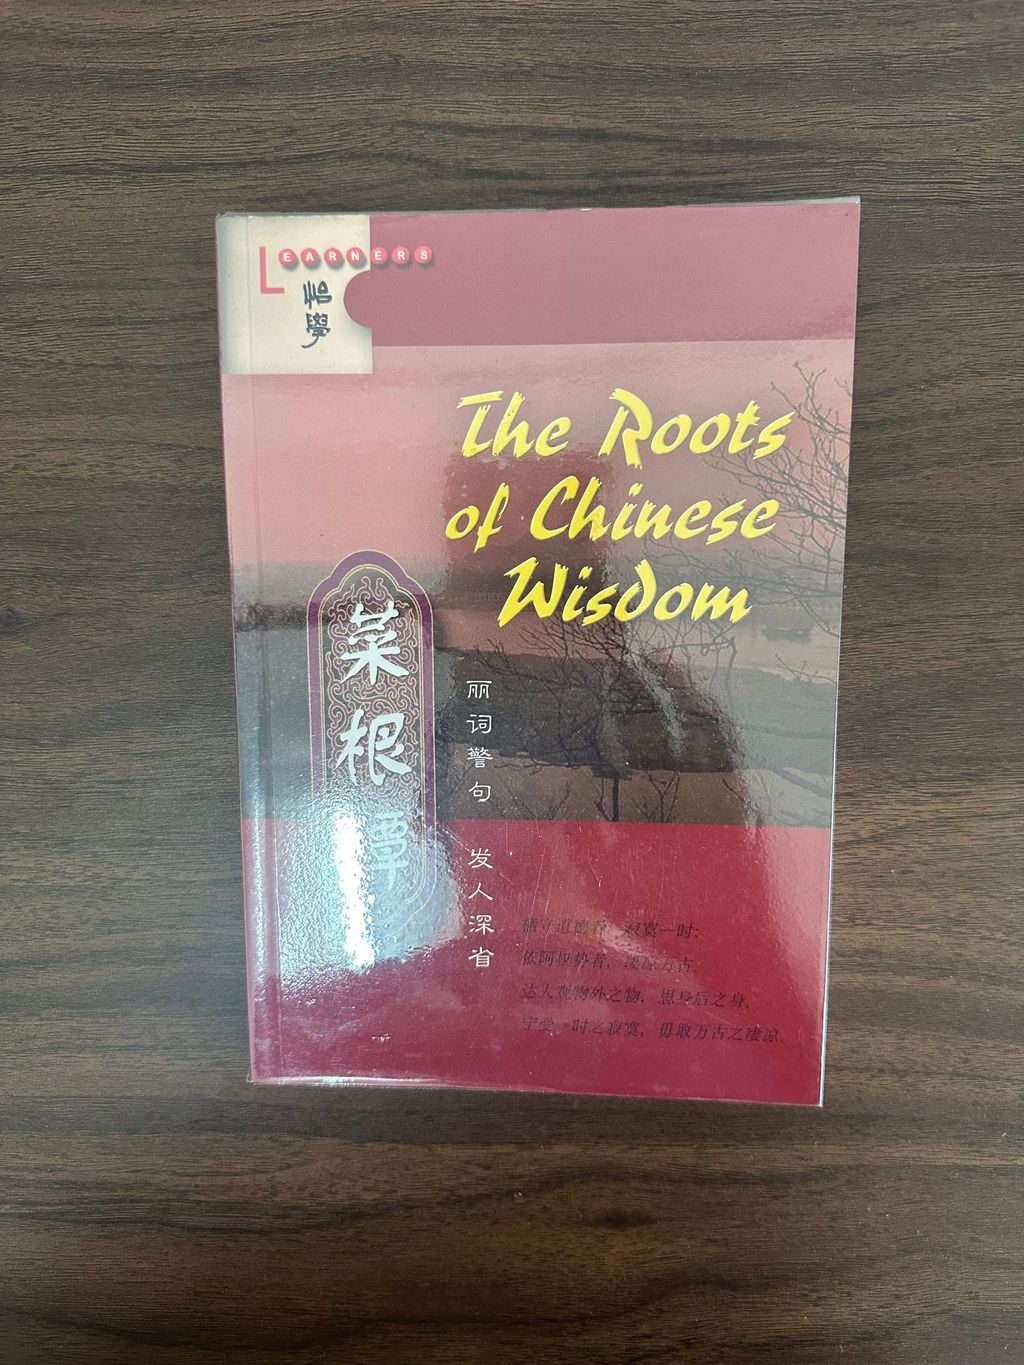 LEARNERS
怡學
The Roots
of Chinese
Wisdom
菜根譚
丽词警句 发人深省
栖守道德者，寂寞一时；
依阿权势者，凄凉万古。
达人观物外之物，思身后之身，
宁受一时之寂寞，毋取万古之凄凉。